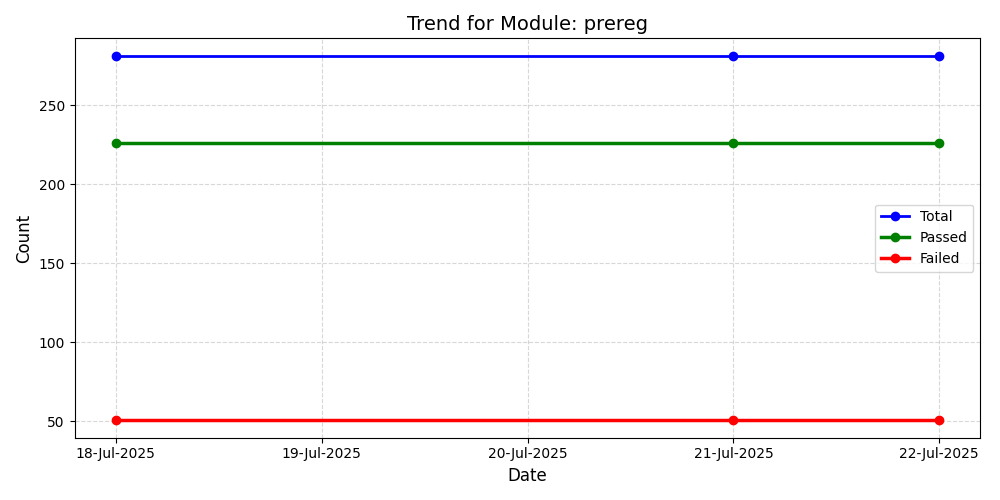 Trend for Module: prereg
Count
250
200
150
100
50
Total
Passed
Failed
18-Jul-2025
19-Jul-2025
20-Jul-2025
21-Jul-2025
22-Jul-2025
Date